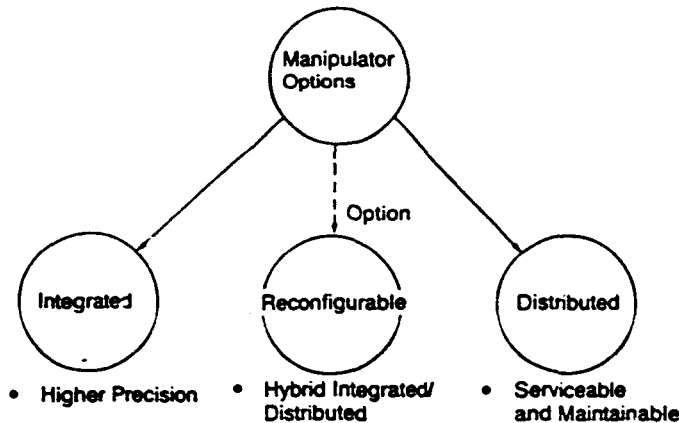 Manipulator
Options
Option
Integrated
Reconfigurable
Distributed
• Higher Precision
• Hybrid Integrated/
Distributed
• Serviceable
and Maintainable